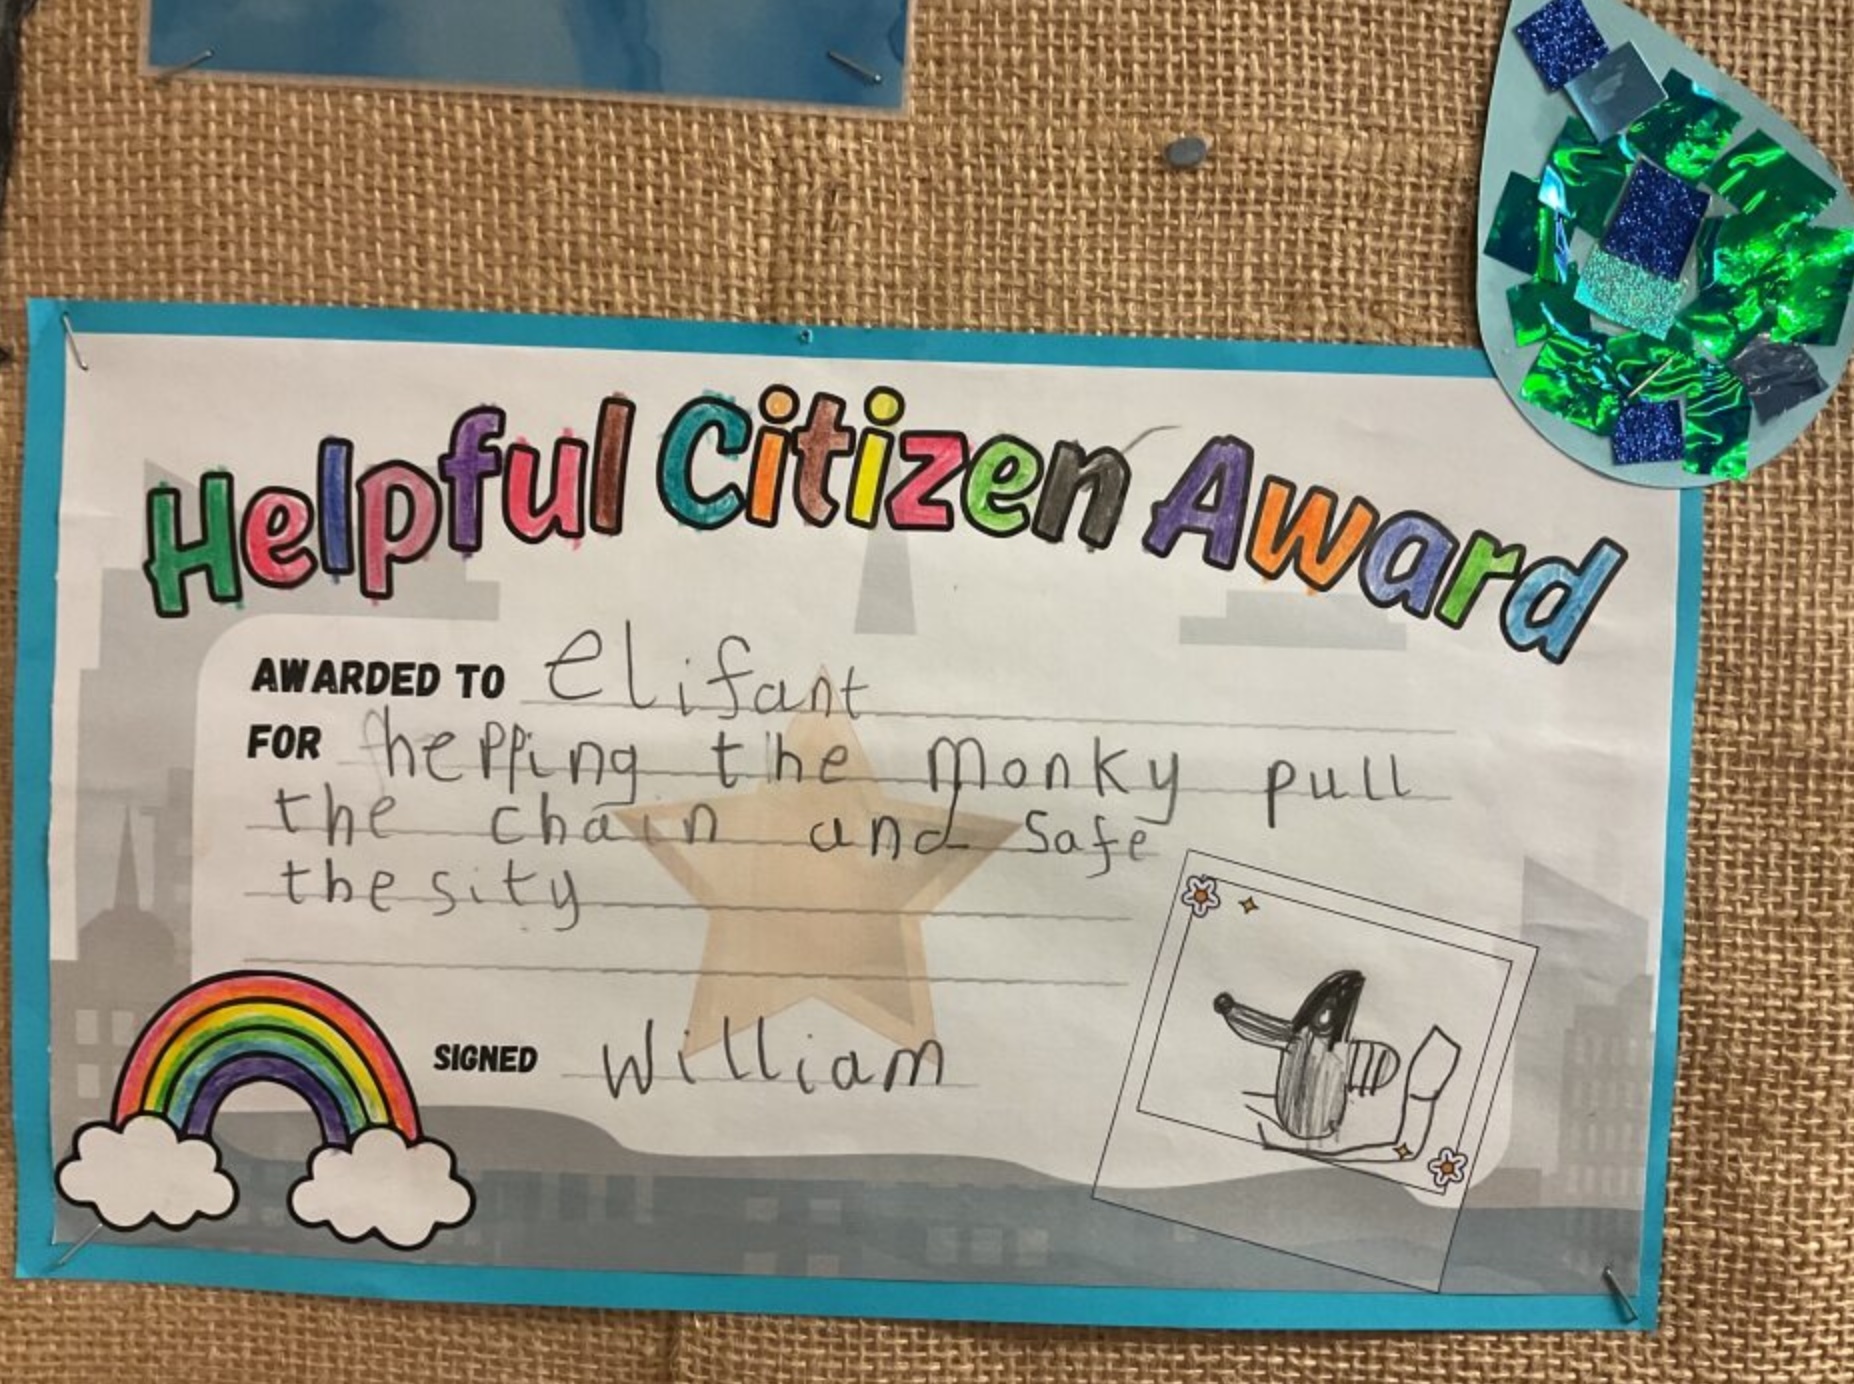 Helpful Citizen Award
AWARDED TO elifant
FOR hepping the monky pull
the chain and safe
the sity
SIGNED William